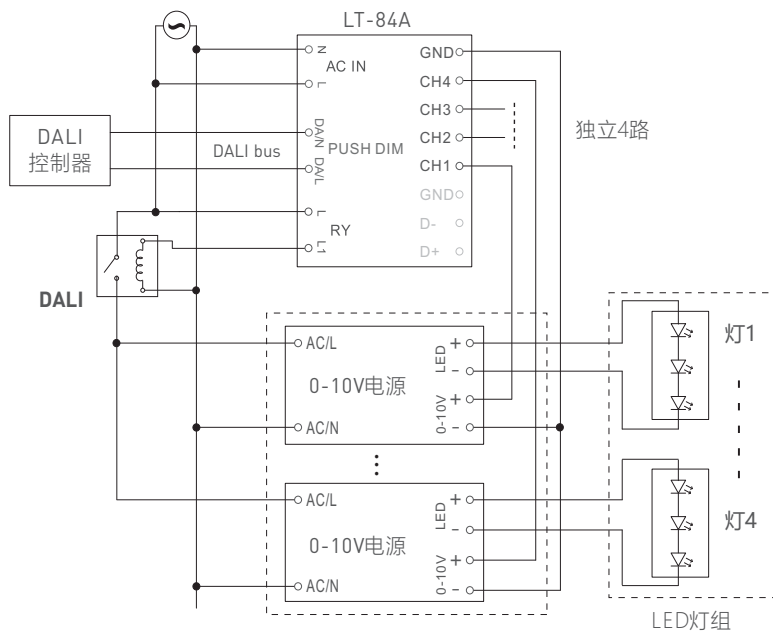 LT-84A
N
AC IN
L
DA/N
DA/L
PUSH DIM
L
RY
L1
GND
CH4
CH3
CH2
CH1
GND
D-
D+
独立4路
DALI
控制器
DALI bus
DALI
AC/L
0-10V电源
AC/N
LED
+
-
0-10V
+
-
AC/L
0-10V电源
AC/N
LED
+
-
0-10V
+
-
灯1
灯4
LED灯组